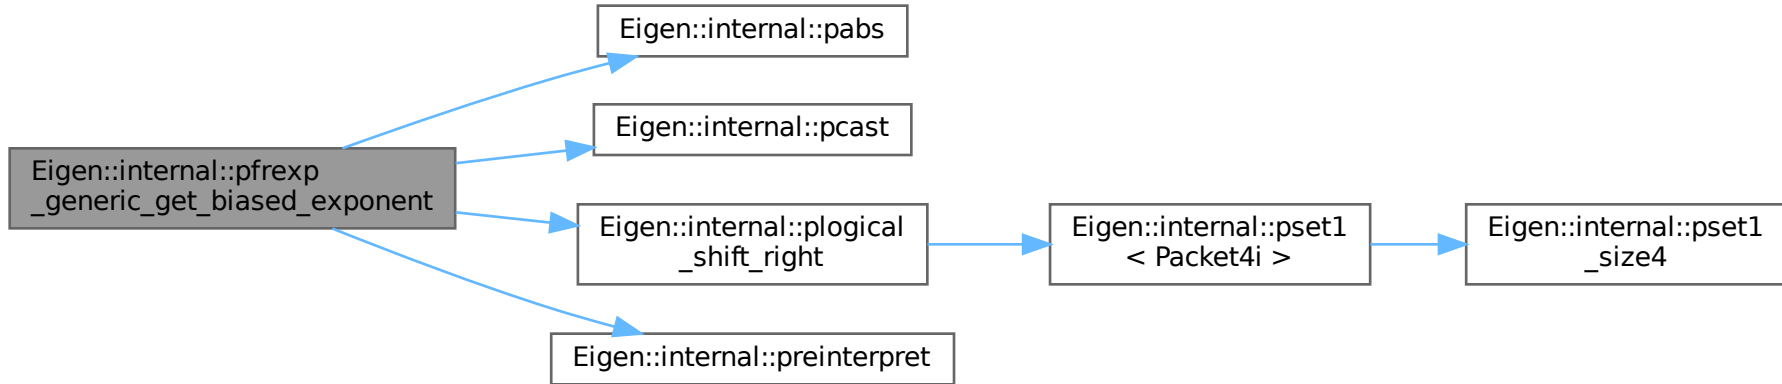 Eigen::internal::pabs
Eigen::internal::pcast
Eigen::internal::pfrexp
_generic_get_biased_exponent
Eigen::internal::plogical
_shift_right
Eigen::internal::pset1
< Packet4i >
Eigen::internal::pset1
_size4
Eigen::internal::preinterpret